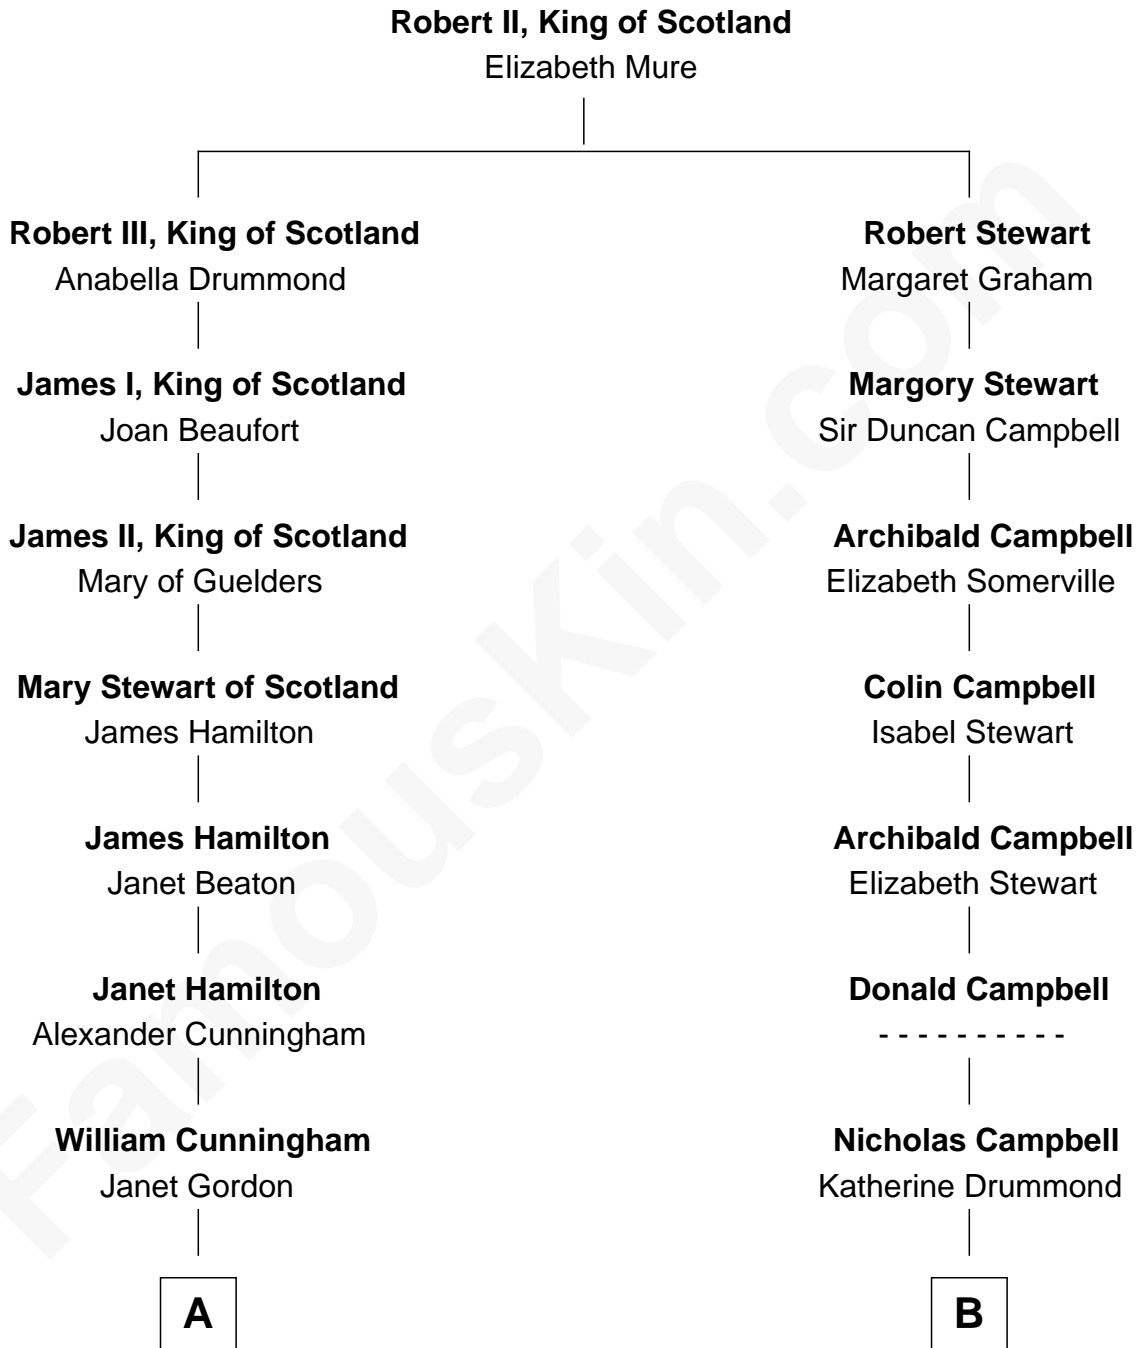 Robert II, King of Scotland
Elizabeth Mure
Robert III, King of Scotland
Anabella Drummond
Robert Stewart
Margaret Graham
James I, King of Scotland
Joan Beaufort
Margory Stewart
Sir Duncan Campbell
James II, King of Scotland
Mary of Guelders
Archibald Campbell
Elizabeth Somerville
Mary Stewart of Scotland
James Hamilton
Colin Campbell
Isabel Stewart
James Hamilton
Janet Beaton
Archibald Campbell
Elizabeth Stewart
Janet Hamilton
Alexander Cunningham
Donald Campbell
- - - - - - - - - -
William Cunningham
Janet Gordon
Nicholas Campbell
Katherine Drummond
A
B
FamousKin.com